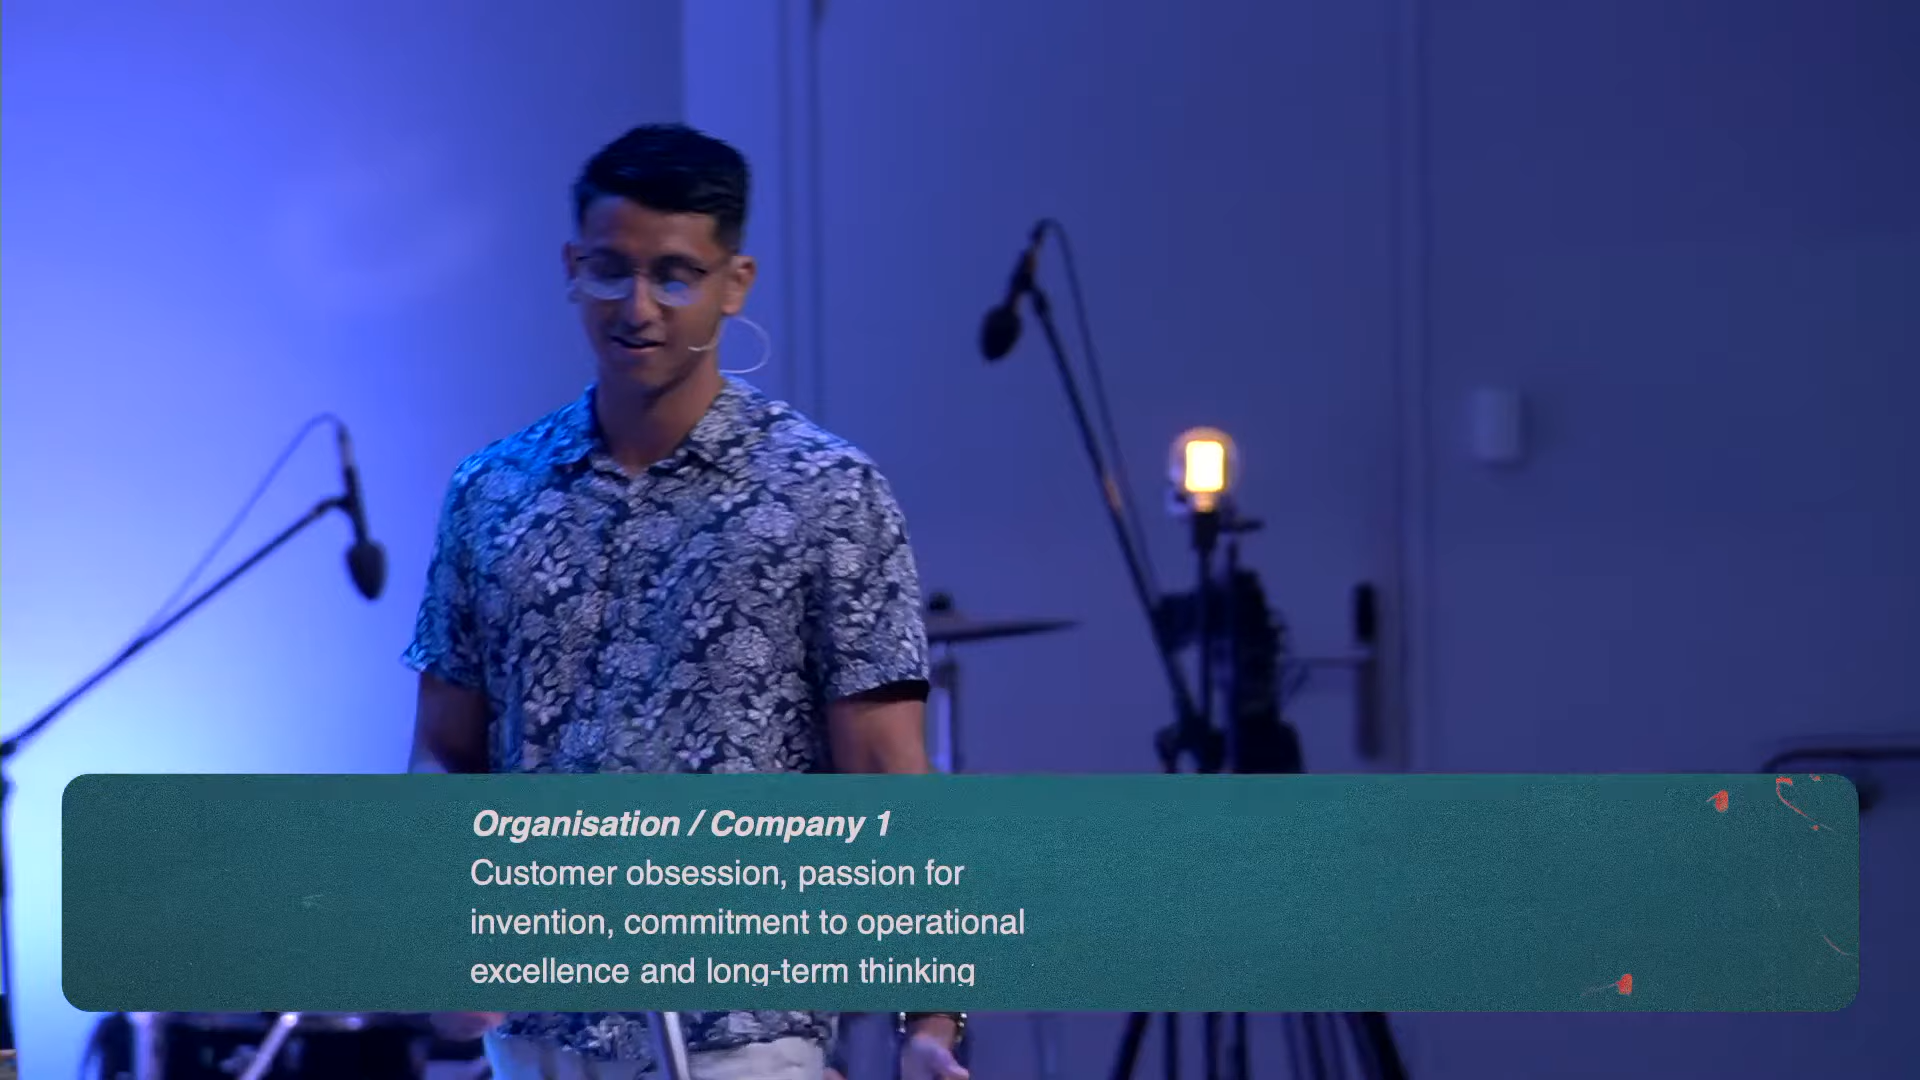 Organisation / Company 1
Customer obsession, passion for
invention, commitment to operational
excellence and long-term thinking